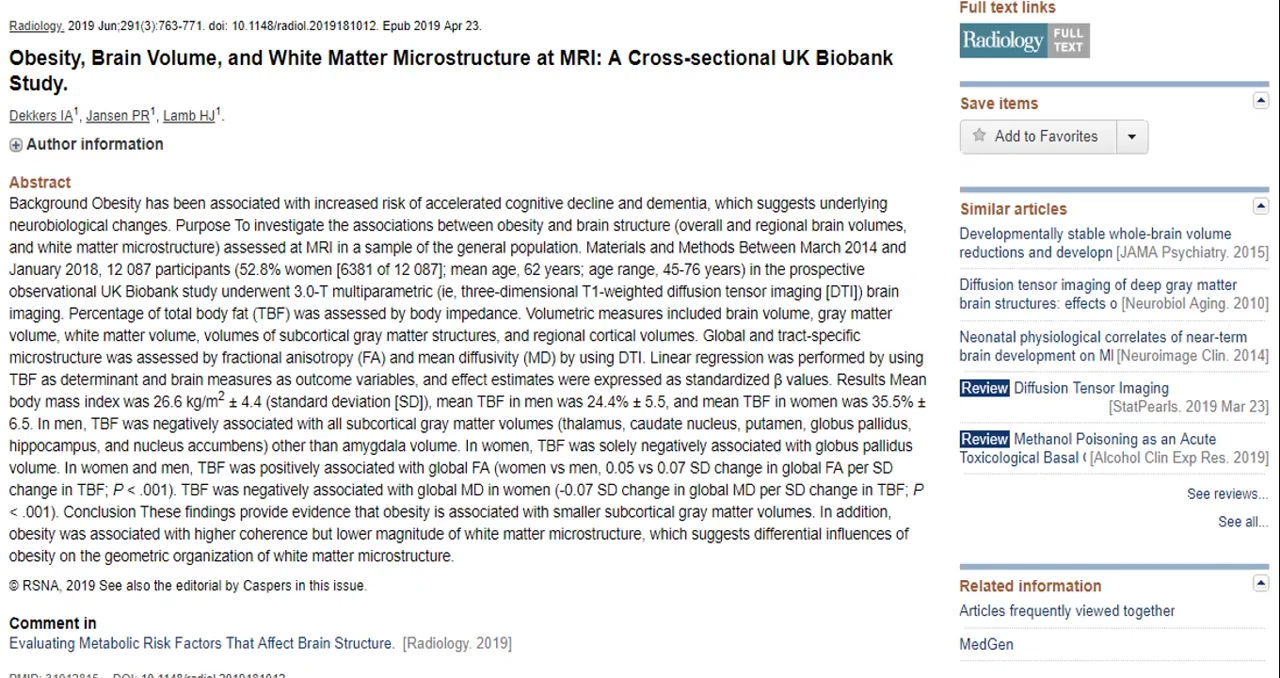 Radiology. 2019 Jun;291(3):763-771. doi: 10.1148/radiol.2019181012. Epub 2019 Apr 23.
Obesity, Brain Volume, and White Matter Microstructure at MRI: A Cross-sectional UK Biobank
Study.
Dekkers IA1, Jansen PR1, Lamb HJ1.
Author information
Abstract
Background Obesity has been associated with increased risk of accelerated cognitive decline and dementia, which suggests underlying
neurobiological changes. Purpose To investigate the associations between obesity and brain structure (overall and regional brain volumes,
and white matter microstructure) assessed at MRI in a sample of the general population. Materials and Methods Between March 2014 and
January 2018, 12 087 participants (52.8% women [6381 of 12 087]; mean age, 62 years; age range, 45-76 years) in the prospective
observational UK Biobank study underwent 3.0-T multiparametric (ie, three-dimensional T1-weighted diffusion tensor imaging [DTI]) brain
imaging. Percentage of total body fat (TBF) was assessed by body impedance. Volumetric measures included brain volume, gray matter
volume, white matter volume, volumes of subcortical gray matter structures, and regional cortical volumes. Global and tract-specific
microstructure was assessed by fractional anisotropy (FA) and mean diffusivity (MD) by using DTI. Linear regression was performed by using
TBF as determinant and brain measures as outcome variables, and effect estimates were expressed as standardized β values. Results Mean
body mass index was 26.6 kg/m2 ± 4.4 (standard deviation [SD]), mean TBF in men was 24.4% ± 5.5, and mean TBF in women was 35.5% ±
6.5. In men, TBF was negatively associated with all subcortical gray matter volumes (thalamus, caudate nucleus, putamen, globus pallidus,
hippocampus, and nucleus accumbens) other than amygdala volume. In women, TBF was solely negatively associated with globus pallidus
volume. In women and men, TBF was positively associated with global FA (women vs men, 0.05 vs 0.07 SD change in global FA per SD
change in TBF; P < .001). TBF was negatively associated with global MD in women (-0.07 SD change in global MD per SD change in TBF; P
< .001). Conclusion These findings provide evidence that obesity is associated with smaller subcortical gray matter volumes. In addition,
obesity was associated with higher coherence but lower magnitude of white matter microstructure, which suggests differential influences of
obesity on the geometric organization of white matter microstructure.
© RSNA, 2019 See also the editorial by Caspers in this issue.
Comment in
Evaluating Metabolic Risk Factors That Affect Brain Structure. [Radiology. 2019]
PMID: 31012815 DOI: 10.1148/radiol.2019181012
Full text links
Radiology FULL
TEXT
Save items
Add to Favorites
Similar articles
Developmentally stable whole-brain volume
reductions and developn [JAMA Psychiatry. 2015]
Diffusion tensor imaging of deep gray matter
brain structures: effects o [Neurobiol Aging. 2010]
Neonatal physiological correlates of near-term
brain development on MI [Neuroimage Clin. 2014]
Review Diffusion Tensor Imaging
[StatPearls. 2019 Mar 23]
Review Methanol Poisoning as an Acute
Toxicological Basal [Alcohol Clin Exp Res. 2019]
See reviews...
See all...
Related information
Articles frequently viewed together
MedGen